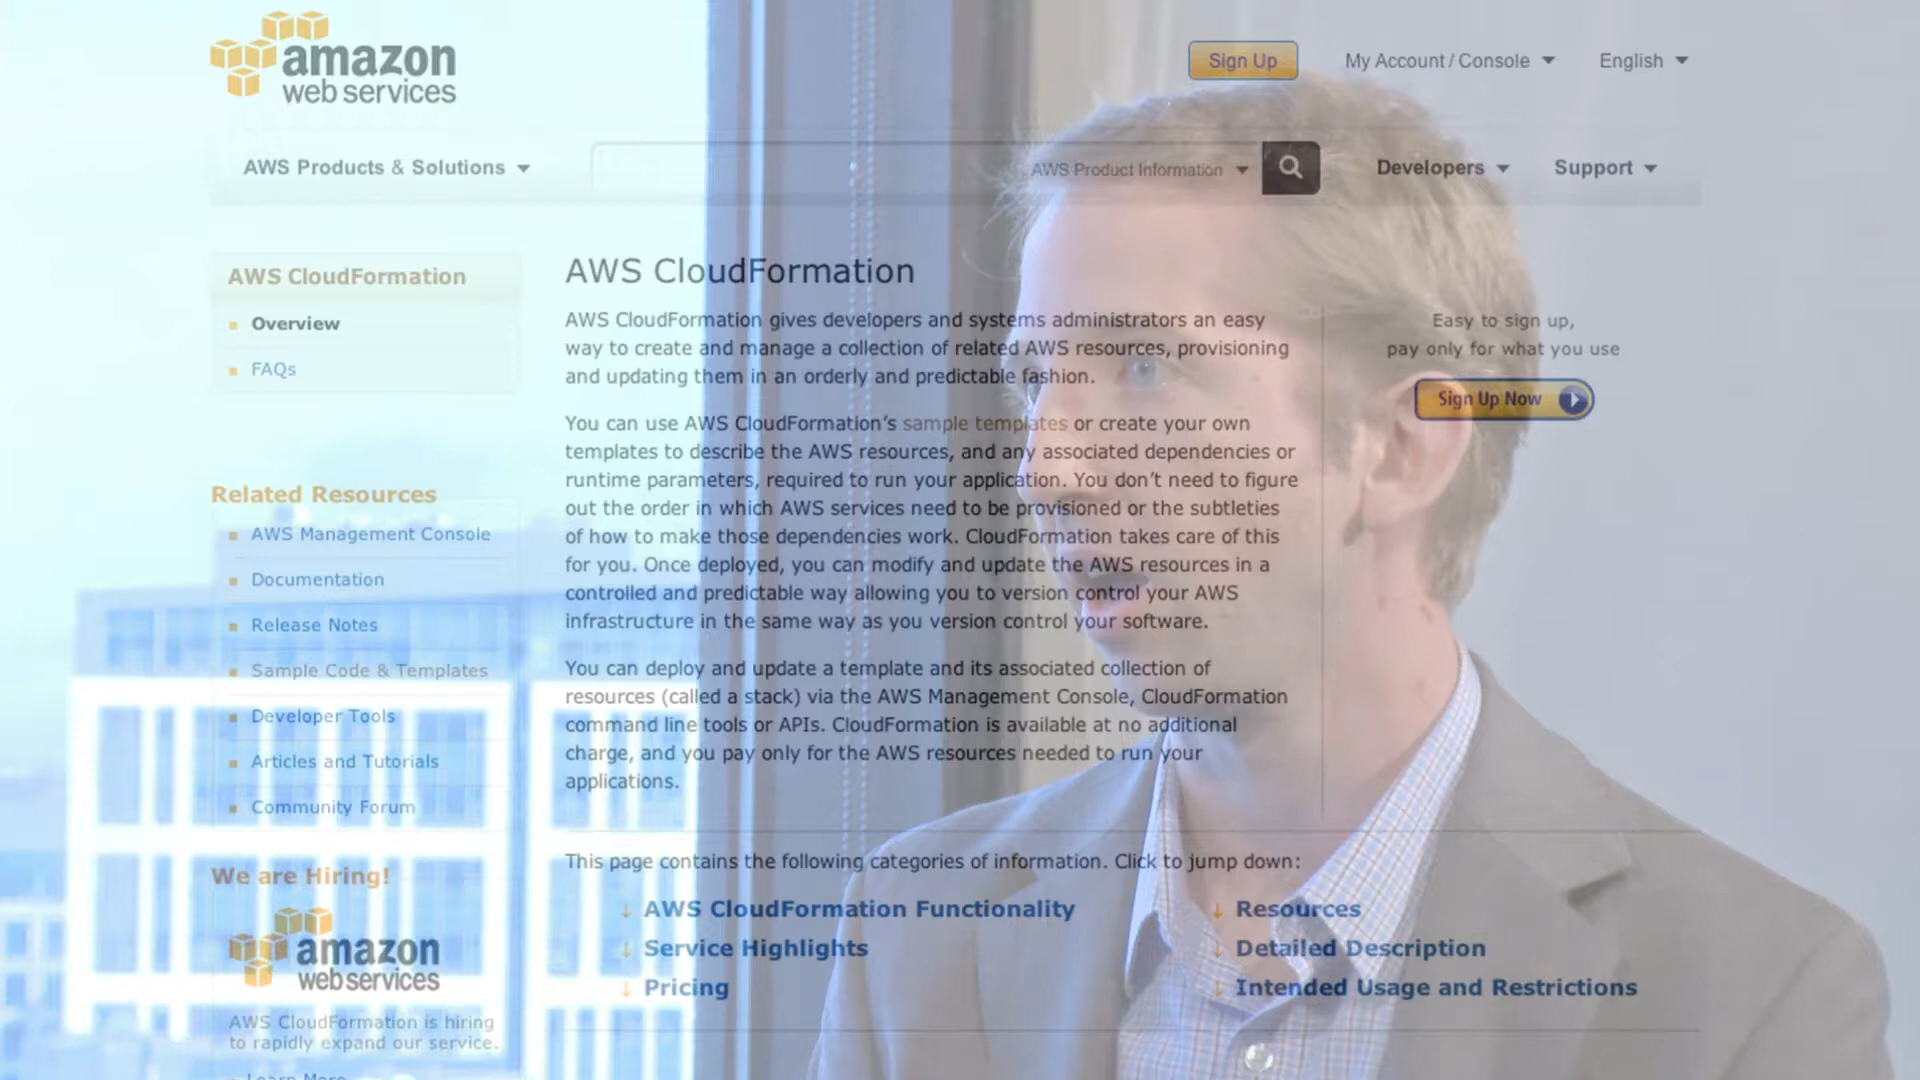 amazon
web services
Sign Up
My Account / Console
English
AWS Products & Solutions
AWS Product Information
Developers
Support
AWS CloudFormation
Overview
FAQs
Related Resources
AWS Management Console
Documentation
Release Notes
Sample Code & Templates
Developer Tools
Articles and Tutorials
Community Forum
We are Hiring!
amazon
web services
AWS CloudFormation is hiring
to rapidly expand our service.
Learn More
AWS CloudFormation
AWS CloudFormation gives developers and systems administrators an easy
way to create and manage a collection of related AWS resources, provisioning
and updating them in an orderly and predictable fashion.
You can use AWS CloudFormation’s sample templates or create your own
templates to describe the AWS resources, and any associated dependencies or
runtime parameters, required to run your application. You don’t need to figure
out the order in which AWS services need to be provisioned or the subtleties
of how to make those dependencies work. CloudFormation takes care of this
for you. Once deployed, you can modify and update the AWS resources in a
controlled and predictable way allowing you to version control your AWS
infrastructure in the same way as you version control your software.
You can deploy and update a template and its associated collection of
resources (called a stack) via the AWS Management Console, CloudFormation
command line tools or APIs. CloudFormation is available at no additional
charge, and you pay only for the AWS resources needed to run your
applications.
Easy to sign up,
pay only for what you use
Sign Up Now
This page contains the following categories of information. Click to jump down:
↓ AWS CloudFormation Functionality
↓ Service Highlights
↓ Pricing
↓ Resources
↓ Detailed Description
↓ Intended Usage and Restrictions